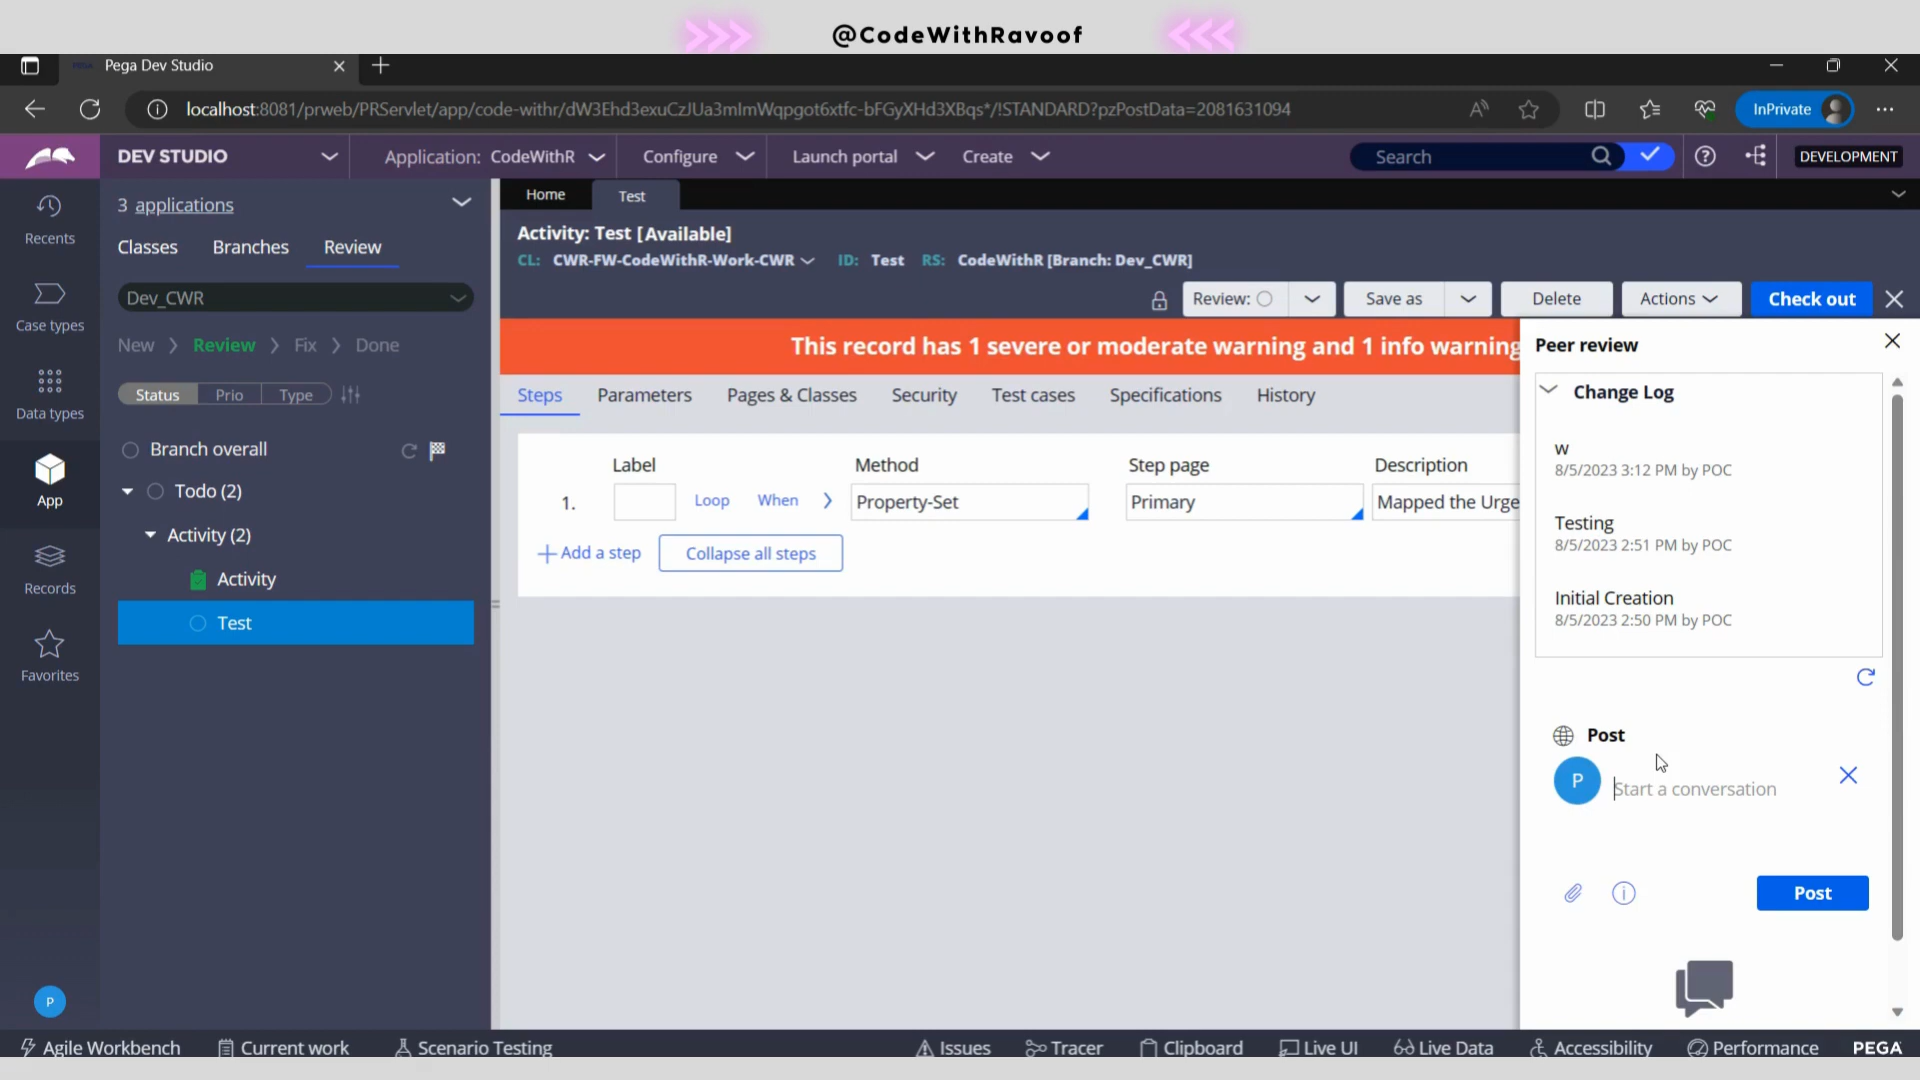 @CodeWithRavoof
Pega Dev Studio
localhost:8081/prweb/PRServlet/app/code-withr/dW3Ehd3exuCzJUa3mImWqpgot6xtfc-bFGyXHd3XBqs*/!STANDARD?pzPostData=2081631094
InPrivate
DEV STUDIO
Application: CodeWithR
Configure
Launch portal
Create
Search
DEVELOPMENT
Recents
Case types
Data types
App
Records
Favorites
P
3 applications
Classes
Branches
Review
Dev_CWR
New
Review
Fix
Done
Status
Prio
Type
Branch overall
Todo (2)
Activity (2)
Activity
Test
Home
Test
Activity: Test [Available]
CL: CWR-FW-CodeWithR-Work-CWR ID: Test RS: CodeWithR [Branch: Dev_CWR]
Review:
Save as
Delete
Actions
Check out
This record has 1 severe or moderate warning and 1 info warning
Steps
Parameters
Pages & Classes
Security
Test cases
Specifications
History
Label
Method
Step page
Description
1.
Loop
When
Property-Set
Primary
Mapped the Urge
Add a step
Collapse all steps
Peer review
Change Log
w
8/5/2023 3:12 PM by POC
Testing
8/5/2023 2:51 PM by POC
Initial Creation
8/5/2023 2:50 PM by POC
Post
P
Start a conversation
Post
Agile Workbench
Current work
Scenario Testing
Issues
Tracer
Clipboard
Live UI
Live Data
Accessibility
Performance
PEGA